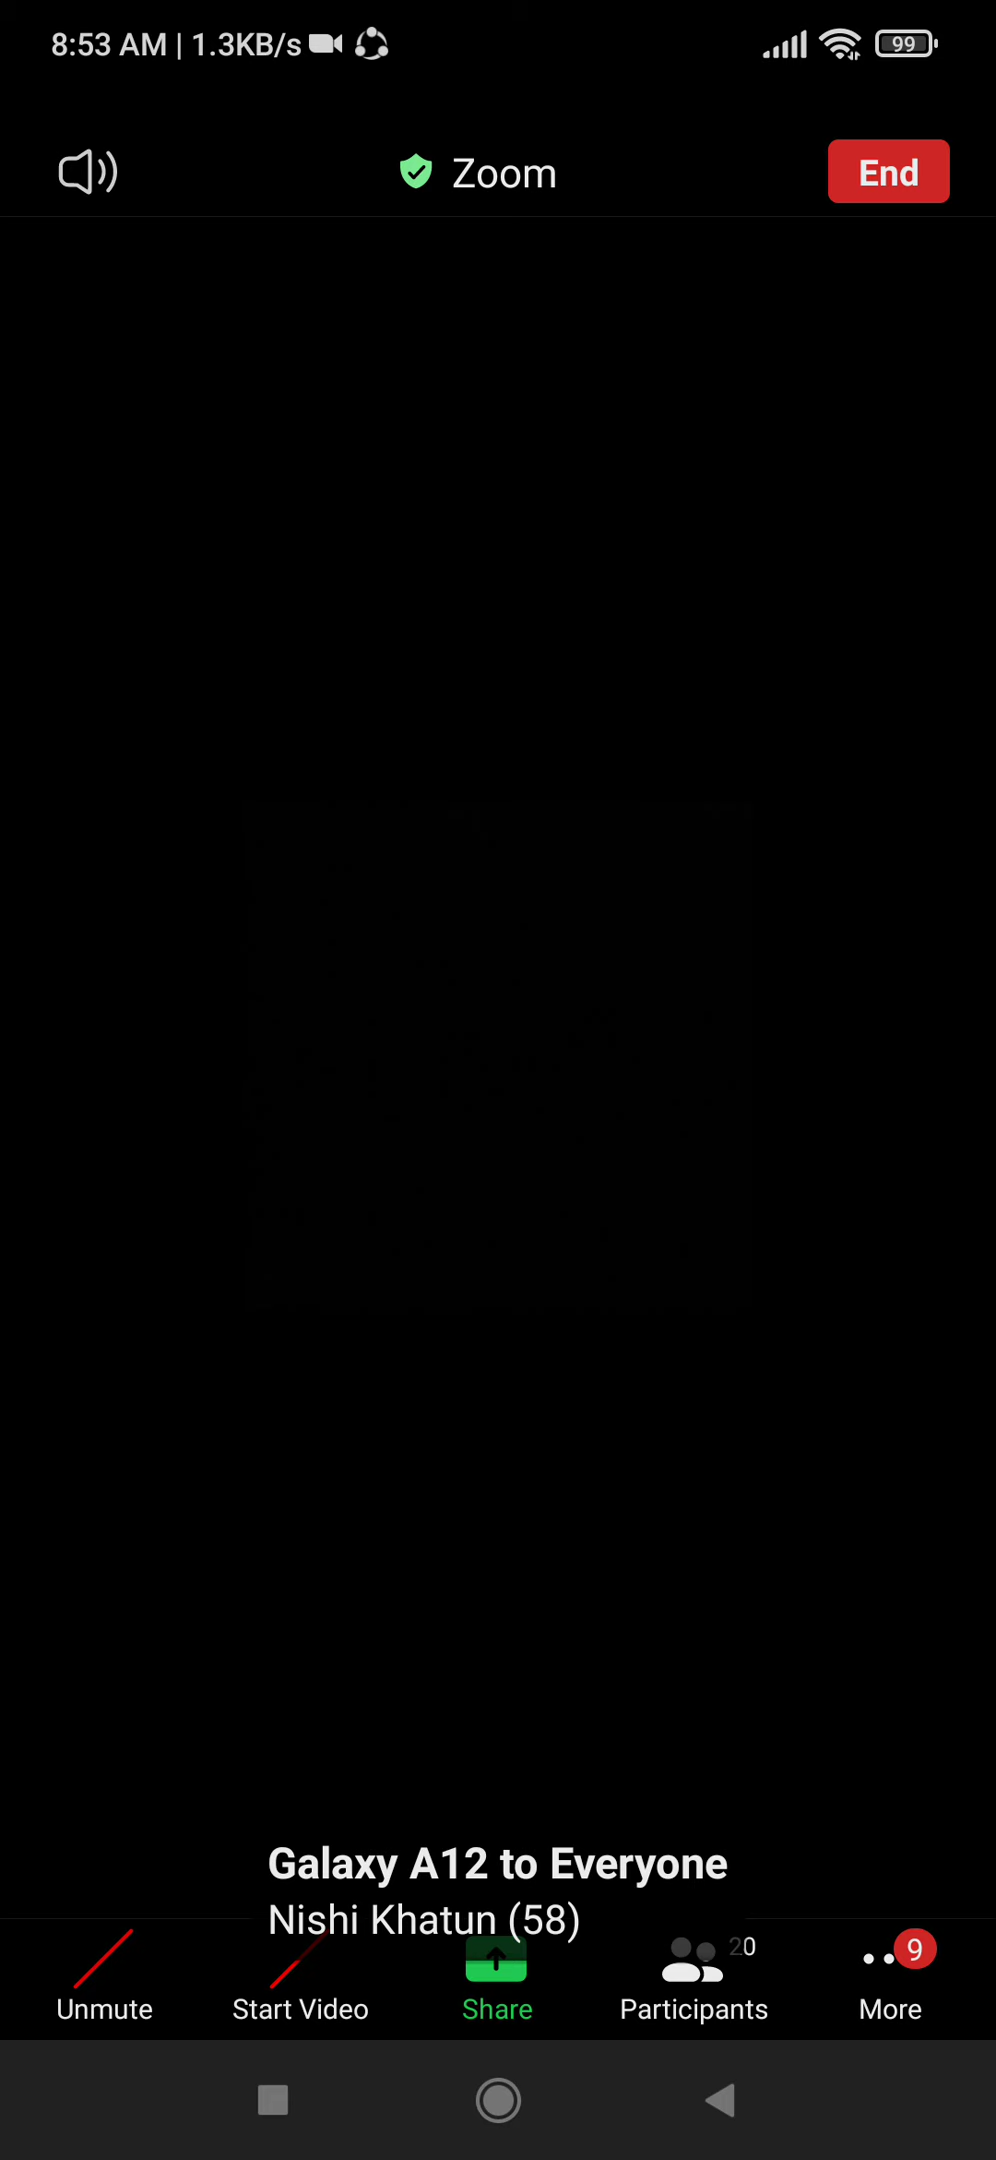 8:53 AM | 1.3KB/s 99
Zoom
End
Galaxy A12 to Everyone
Nishi Khatun (58)
20
9
Unmute
Start Video
Share
Participants
More